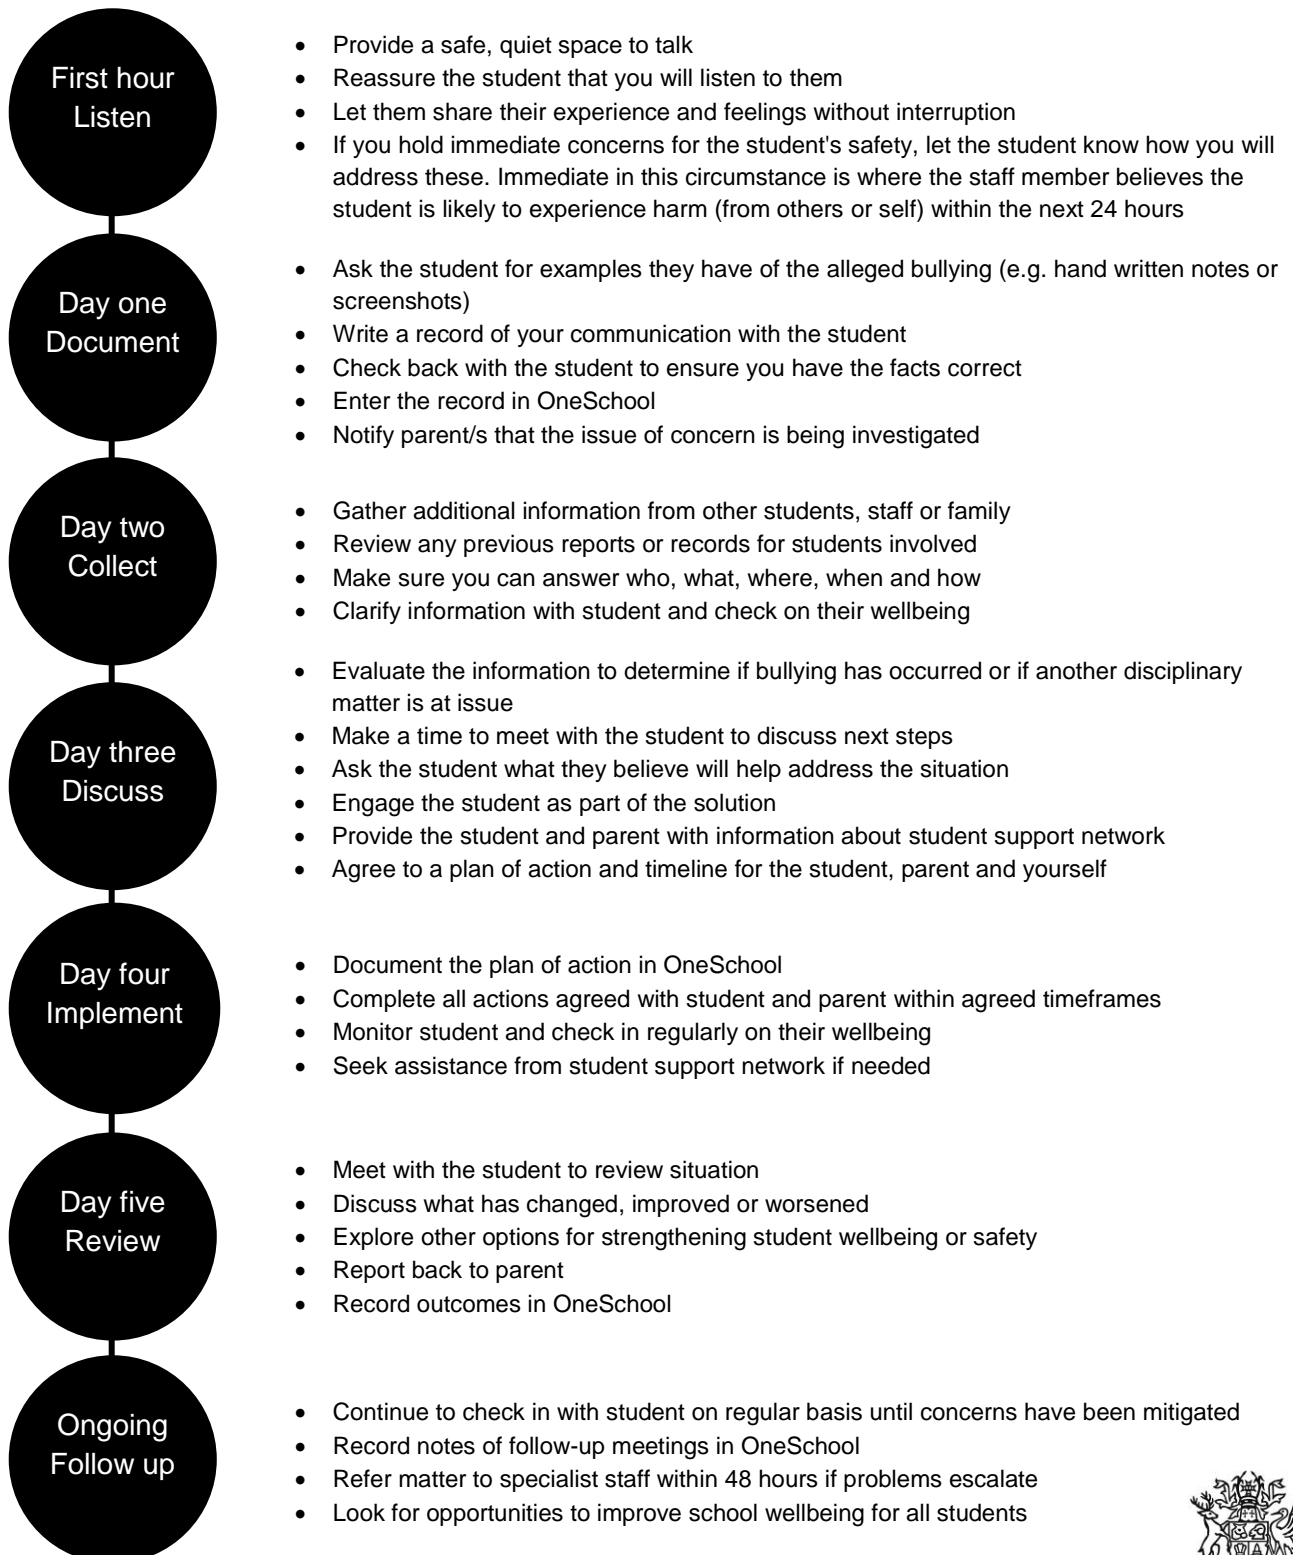 First hour
Listen
• Provide a safe, quiet space to talk
• Reassure the student that you will listen to them
• Let them share their experience and feelings without interruption
• If you hold immediate concerns for the student's safety, let the student know how you will
address these. Immediate in this circumstance is where the staff member believes the
student is likely to experience harm (from others or self) within the next 24 hours
Day one
Document
• Ask the student for examples they have of the alleged bullying (e.g. hand written notes or
screenshots)
• Write a record of your communication with the student
• Check back with the student to ensure you have the facts correct
• Enter the record in OneSchool
• Notify parent/s that the issue of concern is being investigated
Day two
Collect
• Gather additional information from other students, staff or family
• Review any previous reports or records for students involved
• Make sure you can answer who, what, where, when and how
• Clarify information with student and check on their wellbeing
Day three
Discuss
• Evaluate the information to determine if bullying has occurred or if another disciplinary
matter is at issue
• Make a time to meet with the student to discuss next steps
• Ask the student what they believe will help address the situation
• Engage the student as part of the solution
• Provide the student and parent with information about student support network
• Agree to a plan of action and timeline for the student, parent and yourself
Day four
Implement
• Document the plan of action in OneSchool
• Complete all actions agreed with student and parent within agreed timeframes
• Monitor student and check in regularly on their wellbeing
• Seek assistance from student support network if needed
Day five
Review
• Meet with the student to review situation
• Discuss what has changed, improved or worsened
• Explore other options for strengthening student wellbeing or safety
• Report back to parent
• Record outcomes in OneSchool
Ongoing
Follow up
• Continue to check in with student on regular basis until concerns have been mitigated
• Record notes of follow-up meetings in OneSchool
• Refer matter to specialist staff within 48 hours if problems escalate
• Look for opportunities to improve school wellbeing for all students